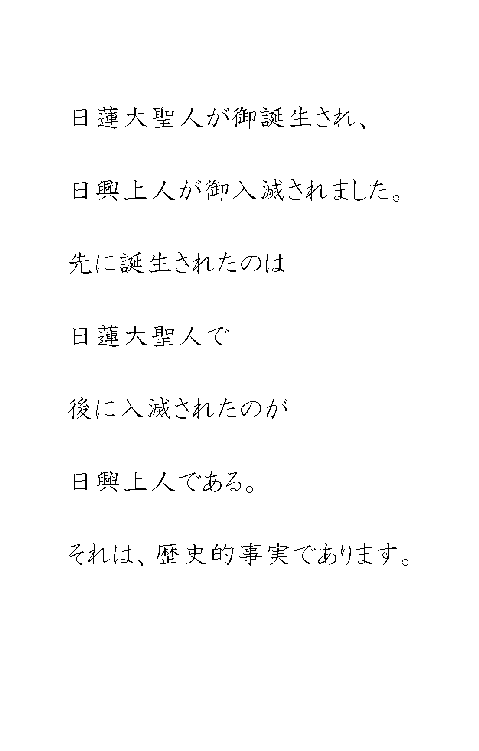 日蓮大聖人が御誕生され、
日興上人が御入滅されました。
先に誕生されたのは
日蓮大聖人で
後に入滅されたのが
日興上人である。
それは、歴史的事実であります。